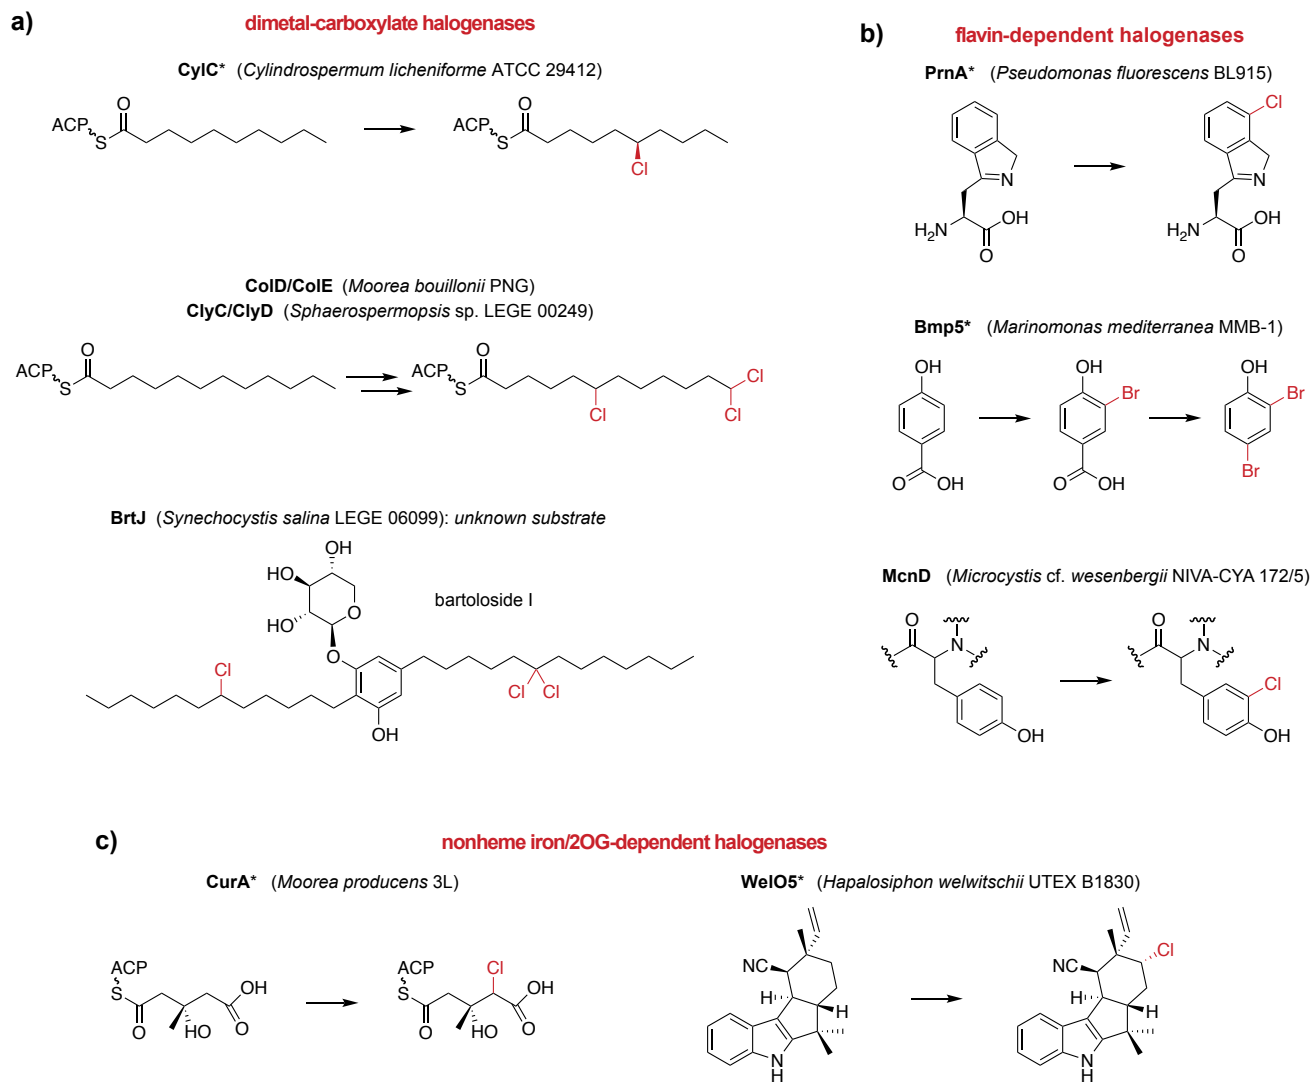 a)
dimetal-carboxylate halogenases
CylC* (Cylindrospermum licheniforme ATCC 29412)
ACP
S
O
ACP
S
O
Cl
ColD/ColE (Moorea bouillonii PNG)
ClyC/ClyD (Sphaerospermopsis sp. LEGE 00249)
ACP
S
O
ACP
S
O
Cl
Cl
Cl
BrtJ (Synechocystis salina LEGE 06099): unknown substrate
OH
HO
HO
O
bartoloside I
Cl
O
Cl Cl
OH
b)
flavin-dependent halogenases
PrnA* (Pseudomonas fluorescens BL915)
N
H2N
OH
O
Cl
N
H2N
OH
O
Bmp5* (Marinomonas mediterranea MMB-1)
OH
O
OH
OH
Br
O
OH
OH
Br
Br
McnD (Microcystis cf. wesenbergii NIVA-CYA 172/5)
O
N
OH
O
N
Cl
OH
c)
nonheme iron/2OG-dependent halogenases
CurA* (Moorea producens 3L)
ACP
S
O
HO
OH
O
ACP
S
Cl
O
HO
OH
O
WelO5* (Hapalosiphon welwitschii UTEX B1830)
NC
H
H
N
H
Cl
NC
H
H
N
H